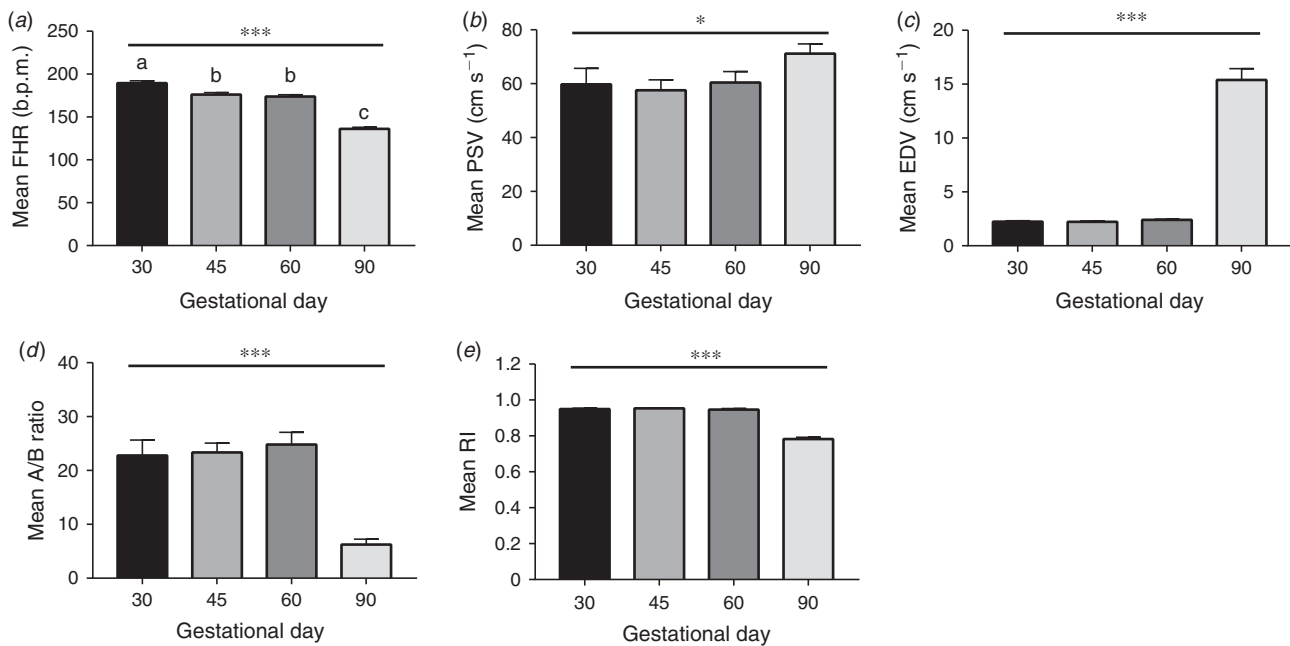 (a)
***
250
200
150
100
50
0
Mean FHR (b.p.m.)
a
b
b
c
30 45 60 90
Gestational day
(b)
*
80
60
40
20
0
Mean PSV (cm s⁻¹)
30 45 60 90
Gestational day
(c)
***
20
15
10
5
0
Mean EDV (cm s⁻¹)
30 45 60 90
Gestational day
(d)
***
40
30
20
10
0
Mean A/B ratio
30 45 60 90
Gestational day
(e)
***
1.2
1.0
0.8
0.6
0.4
0.2
0
Mean RI
30 45 60 90
Gestational day